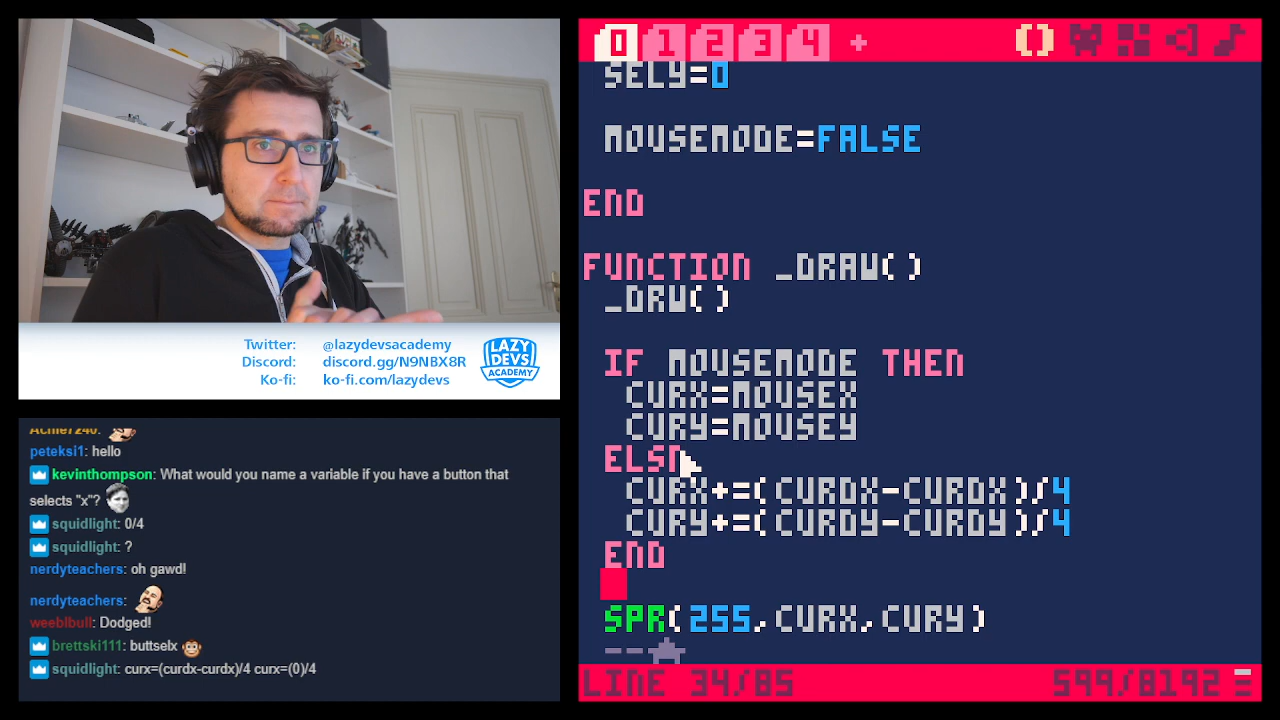 Twitter: @lazydevsacademy
Discord: discord.gg/N9NBX8R
Ko-fi: ko-fi.com/lazydevs
LAZY
DEVS
ACADEMY
peteksi1: hello
kevinthompson: What would you name a variable if you have a button that
selects "x"?
squidlight: 0/4
squidlight: ?
nerdyteachers: oh gawd!
nerdyteachers:
weeblbull: Dodged!
brettski111: buttselx
squidlight: curx=(curdx-curdx)/4 curx=(0)/4
0 1 2 3 4 +
SELY=0
MOUSEMODE=FALSE
END
FUNCTION _DRAW()
_DRW()
IF MOUSEMODE THEN
CURX=MOUSEX
CURY=MOUSEY
CURX+=(CURDX-CURDX)/4
CURY+=(CURDY-CURDY)/4
END
SPR(255,CURX,CURY)
--
LINE 34/85
599/8192